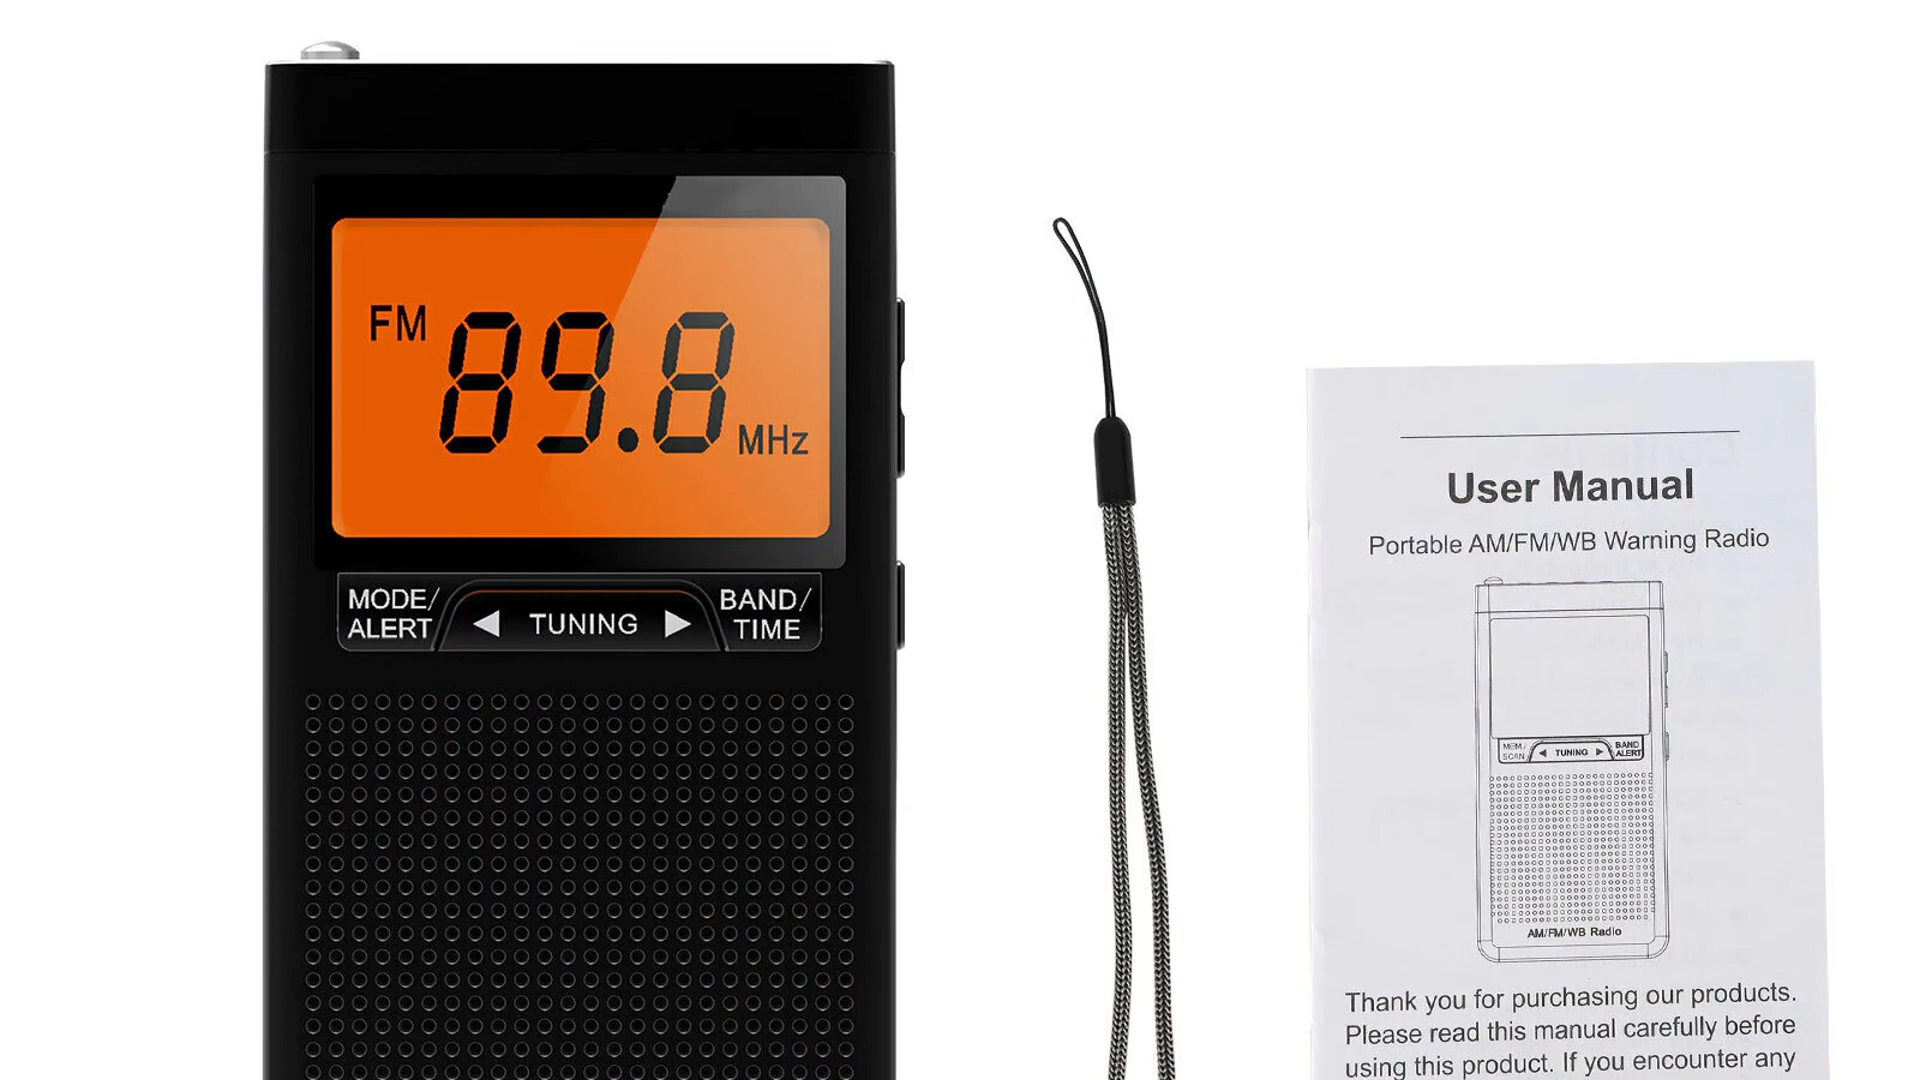 FM 89.8 MHz
MODE/ ALERT
◀ TUNING ▶
BAND/ TIME
User Manual
Portable AM/FM/WB Warning Radio
MEM./ SCAN
◀ TUNING ▶
BAND ALERT
AM/FM/WB Radio
Thank you for purchasing our products.
Please read this manual carefully before
using this product. If you encounter any